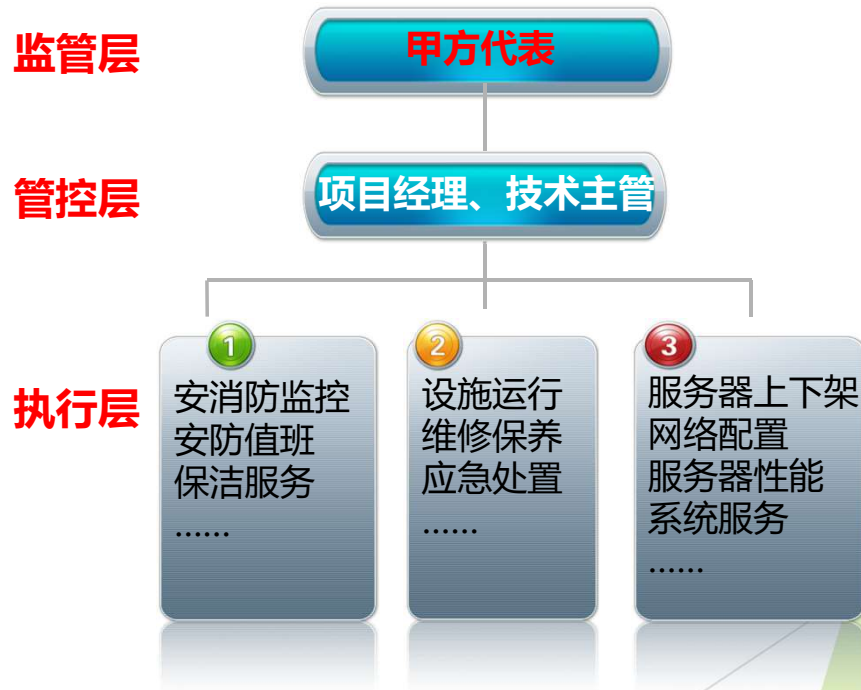 监管层
甲方代表
管控层
项目经理、技术主管
执行层
1
安消防监控
安防值班
保洁服务
......
2
设施运行
维修保养
应急处置
......
3
服务器上下架
网络配置
服务器性能
系统服务
......